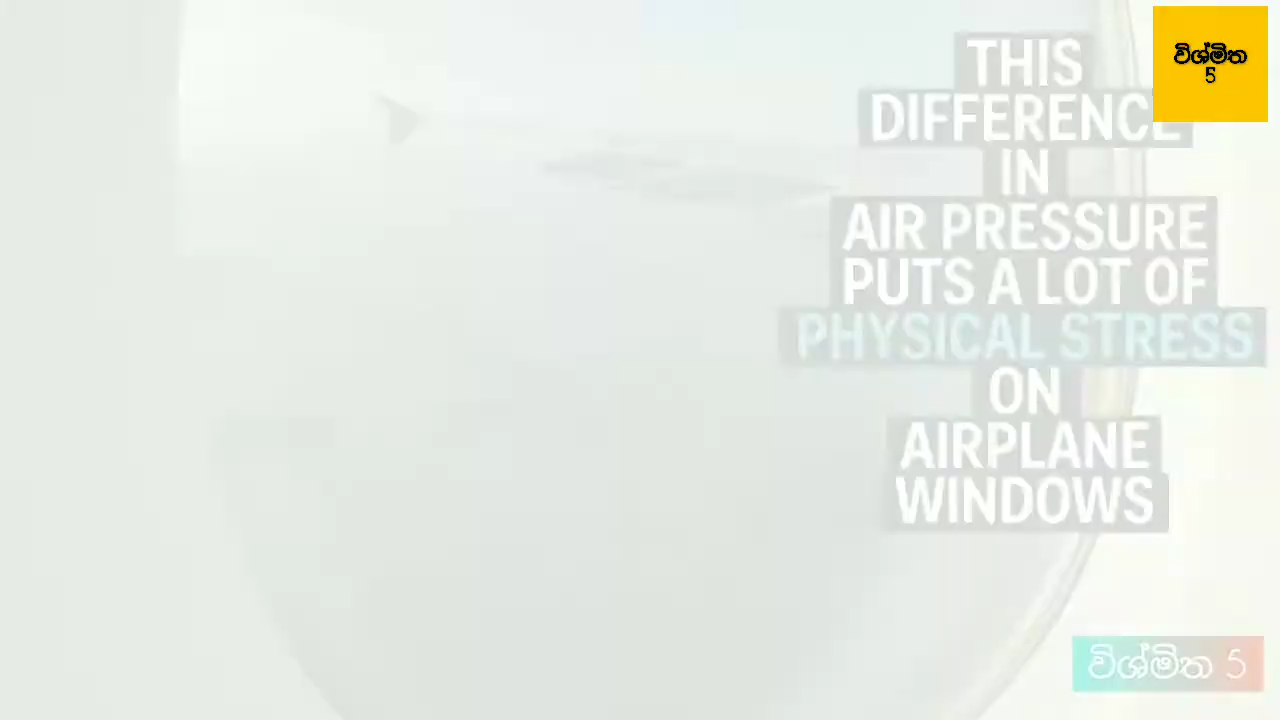 THIS
DIFFERENCE
IN
AIR PRESSURE
PUTS A LOT OF
PHYSICAL STRESS
ON
AIRPLANE
WINDOWS
විශ්මිත
5
විශ්මිත 5